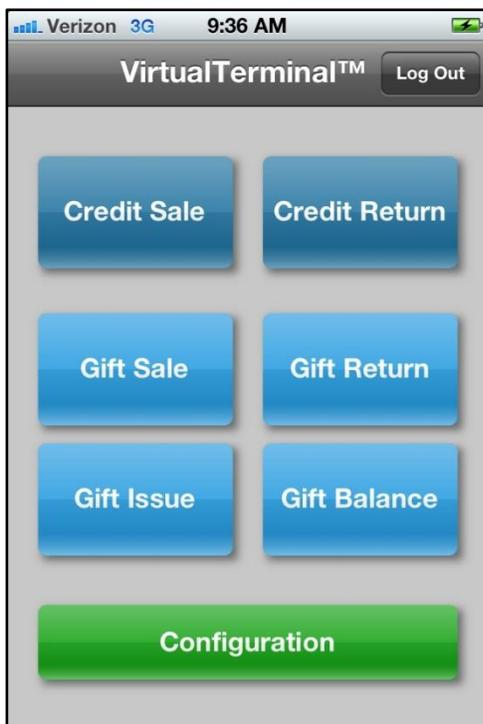 Verizon 3G 9:36 AM
VirtualTerminal™ Log Out
Credit Sale Credit Return
Gift Sale Gift Return
Gift Issue Gift Balance
Configuration